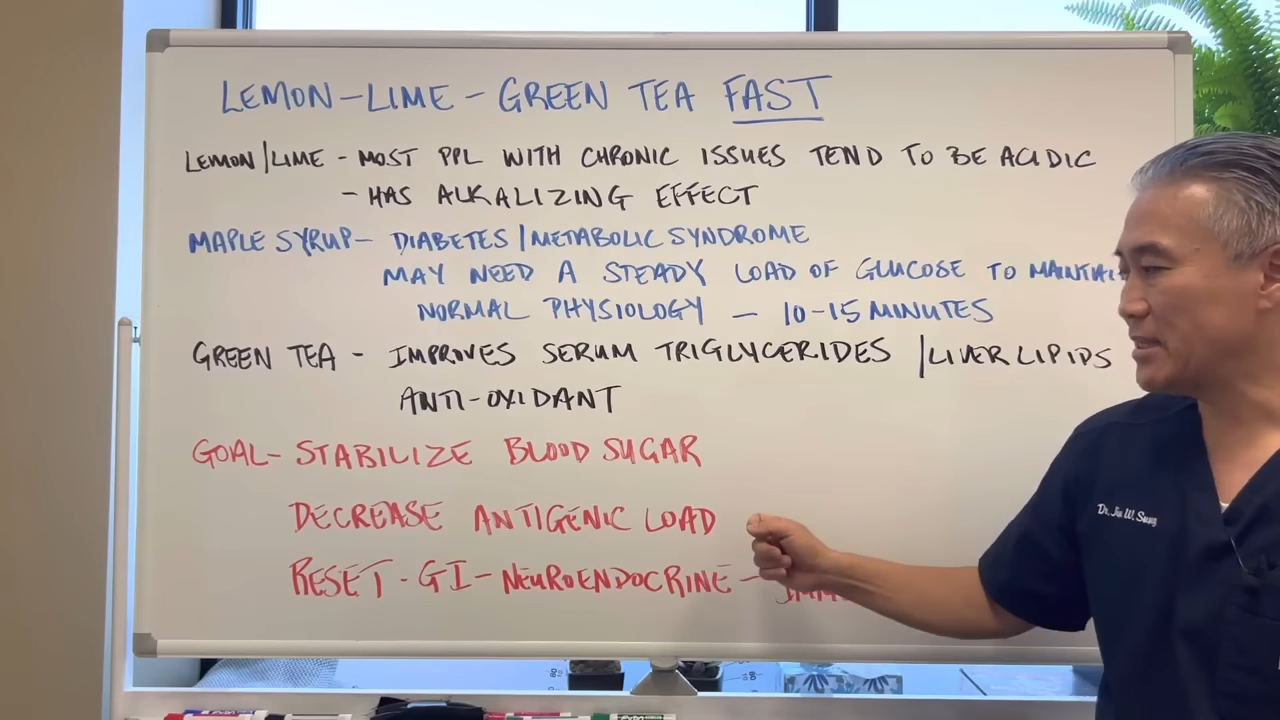 LEMON-LIME-GREEN TEA FAST
LEMON/LIME - MOST PPL WITH CHRONIC ISSUES TEND TO BE ACIDIC
- HAS ALKALIZING EFFECT
MAPLE SYRUP- DIABETES/METABOLIC SYNDROME
MAY NEED A STEADY LOAD OF GLUCOSE TO
NORMAL PHYSIOLOGY - 10-15 MINUTES
GREEN TEA - IMPROVES SERUM TRIGLYCERIDES /LIVER LIPIDS
ANTI-OXIDANT
GOAL- STABILIZE BLOOD SUGAR
DECREASE ANTIGENIC LOAD
RESET - GI - NEUROENDOCRINE -
Dr. W. Sung